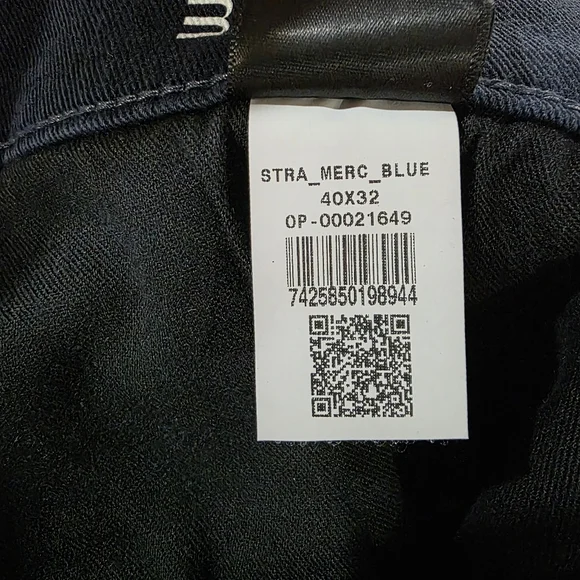 STRA_MERC_BLUE
40X32
OP-00021649
7425850198944